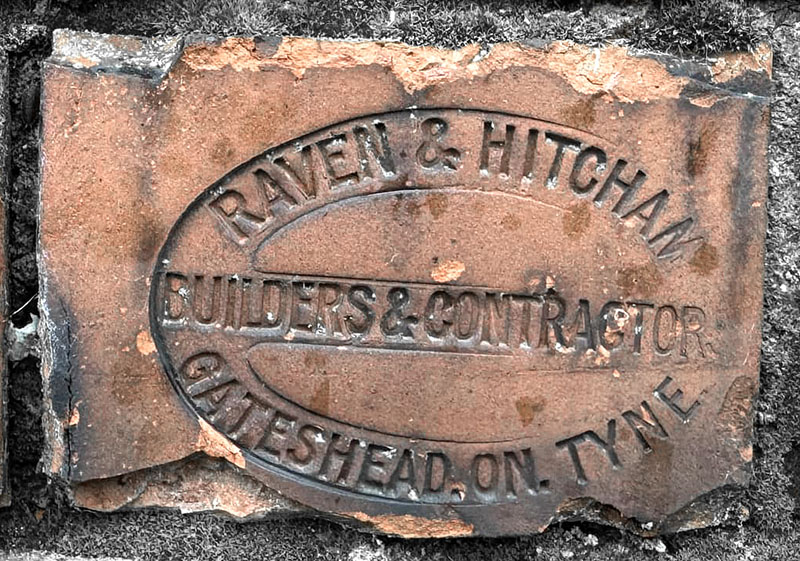 RAVEN & HITCHAM
BUILDERS & CONTRACTOR.
GATESHEAD. ON. TYNE